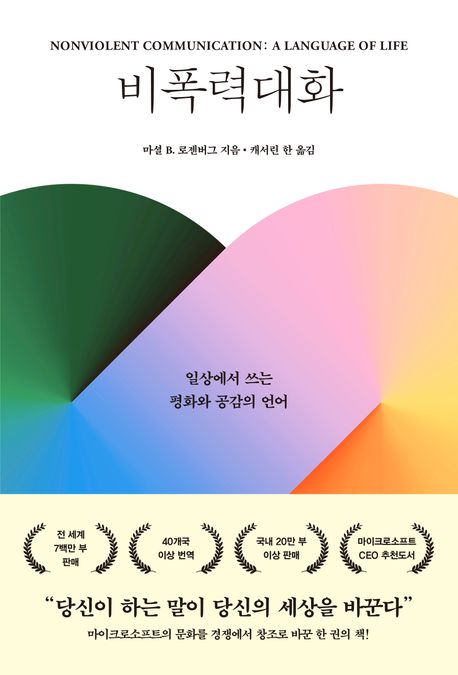 NONVIOLENT COMMUNICATION: A LANGUAGE OF LIFE
비폭력대화
마셜 B. 로젠버그 지음 • 캐서린 한 옮김
일상에서 쓰는
평화와 공감의 언어
전 세계
7백만 부
판매
40개국
이상 번역
국내 20만 부
이상 판매
마이크로소프트
CEO 추천도서
“당신이 하는 말이 당신의 세상을 바꾼다”
마이크로소프트의 문화를 경쟁에서 창조로 바꾼 한 권의 책!